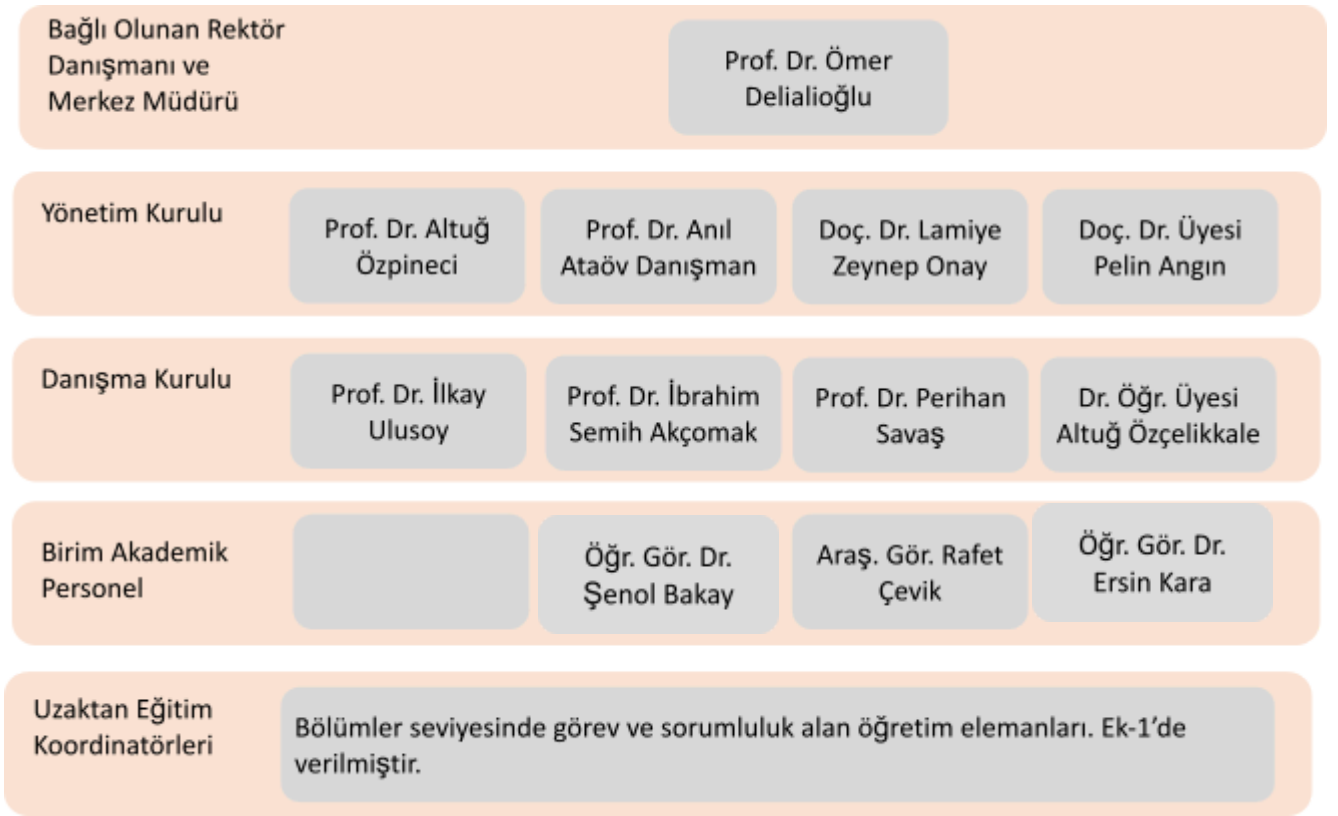 Bağlı Olunan Rektör
Danışmanı ve
Merkez Müdürü
Prof. Dr. Ömer
Delialioğlu
Yönetim Kurulu
Prof. Dr. Altuğ
Özpineci
Prof. Dr. Anıl
Ataöv Danışman
Doç. Dr. Lamiye
Zeynep Onay
Doç. Dr. Üyesi
Pelin Angın
Danışma Kurulu
Prof. Dr. İlkay
Ulusoy
Prof. Dr. İbrahim
Semih Akçomak
Prof. Dr. Perihan
Savaş
Dr. Öğr. Üyesi
Altuğ Özçelikkale
Birim Akademik
Personel
Öğr. Gör. Dr.
Şenol Bakay
Araş. Gör. Rafet
Çevik
Öğr. Gör. Dr.
Ersin Kara
Uzaktan Eğitim
Koordinatörleri
Bölümler seviyesinde görev ve sorumluluk alan öğretim elemanları. Ek-1’de
verilmiştir.